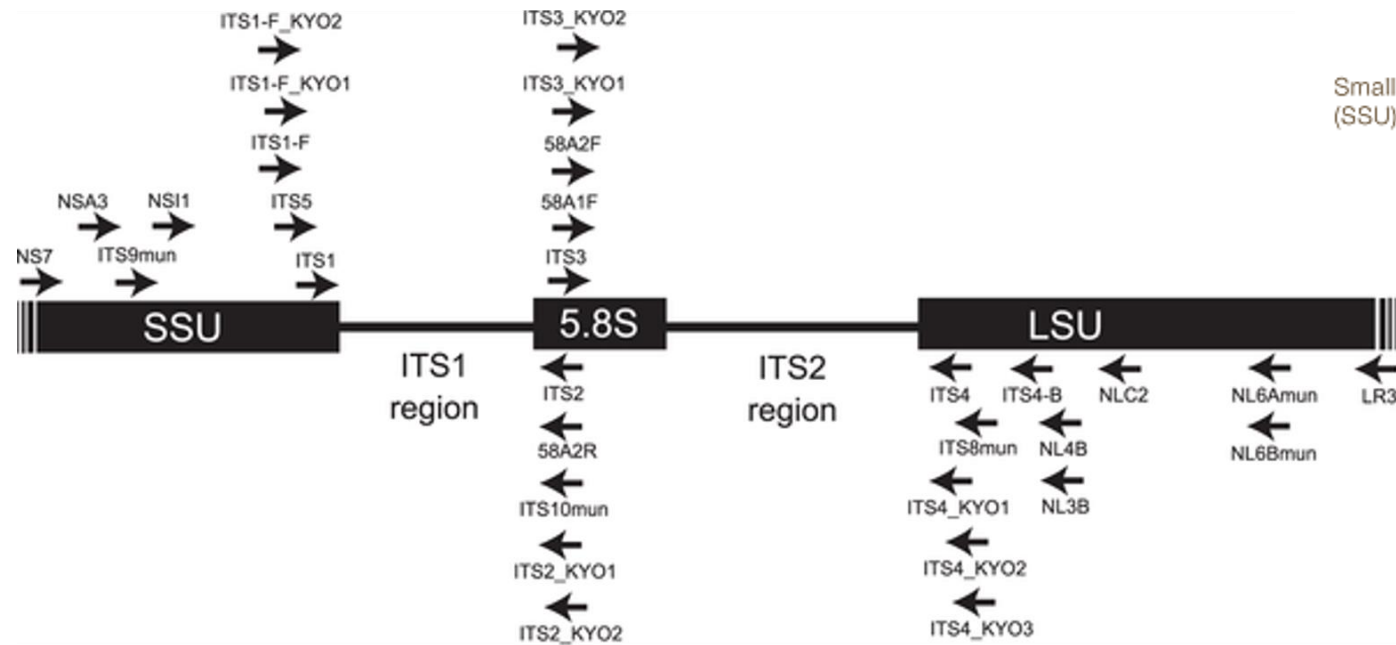 ITS1-F_KYO2
ITS3_KYO2
ITS1-F_KYO1
ITS3_KYO1
Small
(SSU)
ITS1-F
58A2F
NSA3
NSI1
ITS5
58A1F
NS7
ITS9mun
ITS1
ITS3
SSU
5.8S
LSU
ITS1
region
ITS2
region
ITS2
ITS4
ITS4-B
NLC2
NL6Amun
LR3
58A2R
ITS8mun
NL4B
NL6Bmun
ITS10mun
ITS4_KYO1
NL3B
ITS2_KYO1
ITS4_KYO2
ITS2_KYO2
ITS4_KYO3